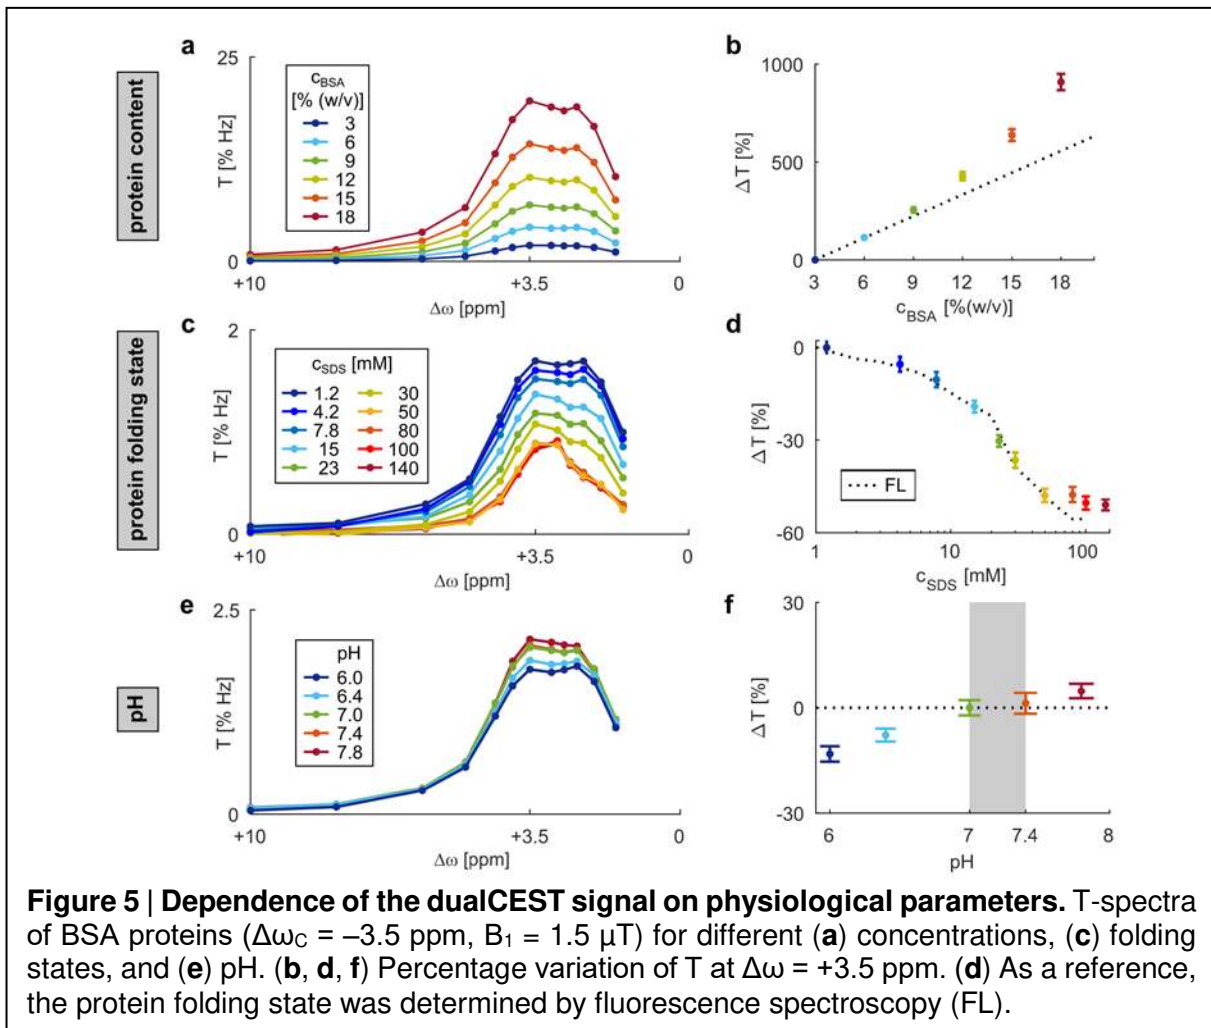 protein content
a
25
T [% Hz]
0
c_BSA
[% (w/v)]
3
6
9
12
15
18
+10
+3.5
0
Δω [ppm]
b
1000
500
0
ΔT [%]
3 6 9 12 15 18
c_BSA [%(w/v)]
protein folding state
c
2
T [% Hz]
0
c_SDS [mM]
1.2 30
4.2 50
7.8 80
15 100
23 140
+10
+3.5
0
Δω [ppm]
d
0
-30
-60
ΔT [%]
FL
1 10 100
c_SDS [mM]
pH
e
2.5
T [% Hz]
0
pH
6.0
6.4
7.0
7.4
7.8
+10
+3.5
0
Δω [ppm]
f
30
0
-30
ΔT [%]
6 7 7.4 8
pH
Figure 5 | Dependence of the dualCEST signal on physiological parameters. T-spectra
of BSA proteins (Δω_C = –3.5 ppm, B₁ = 1.5 μT) for different (a) concentrations, (c) folding
states, and (e) pH. (b, d, f) Percentage variation of T at Δω = +3.5 ppm. (d) As a reference,
the protein folding state was determined by fluorescence spectroscopy (FL).